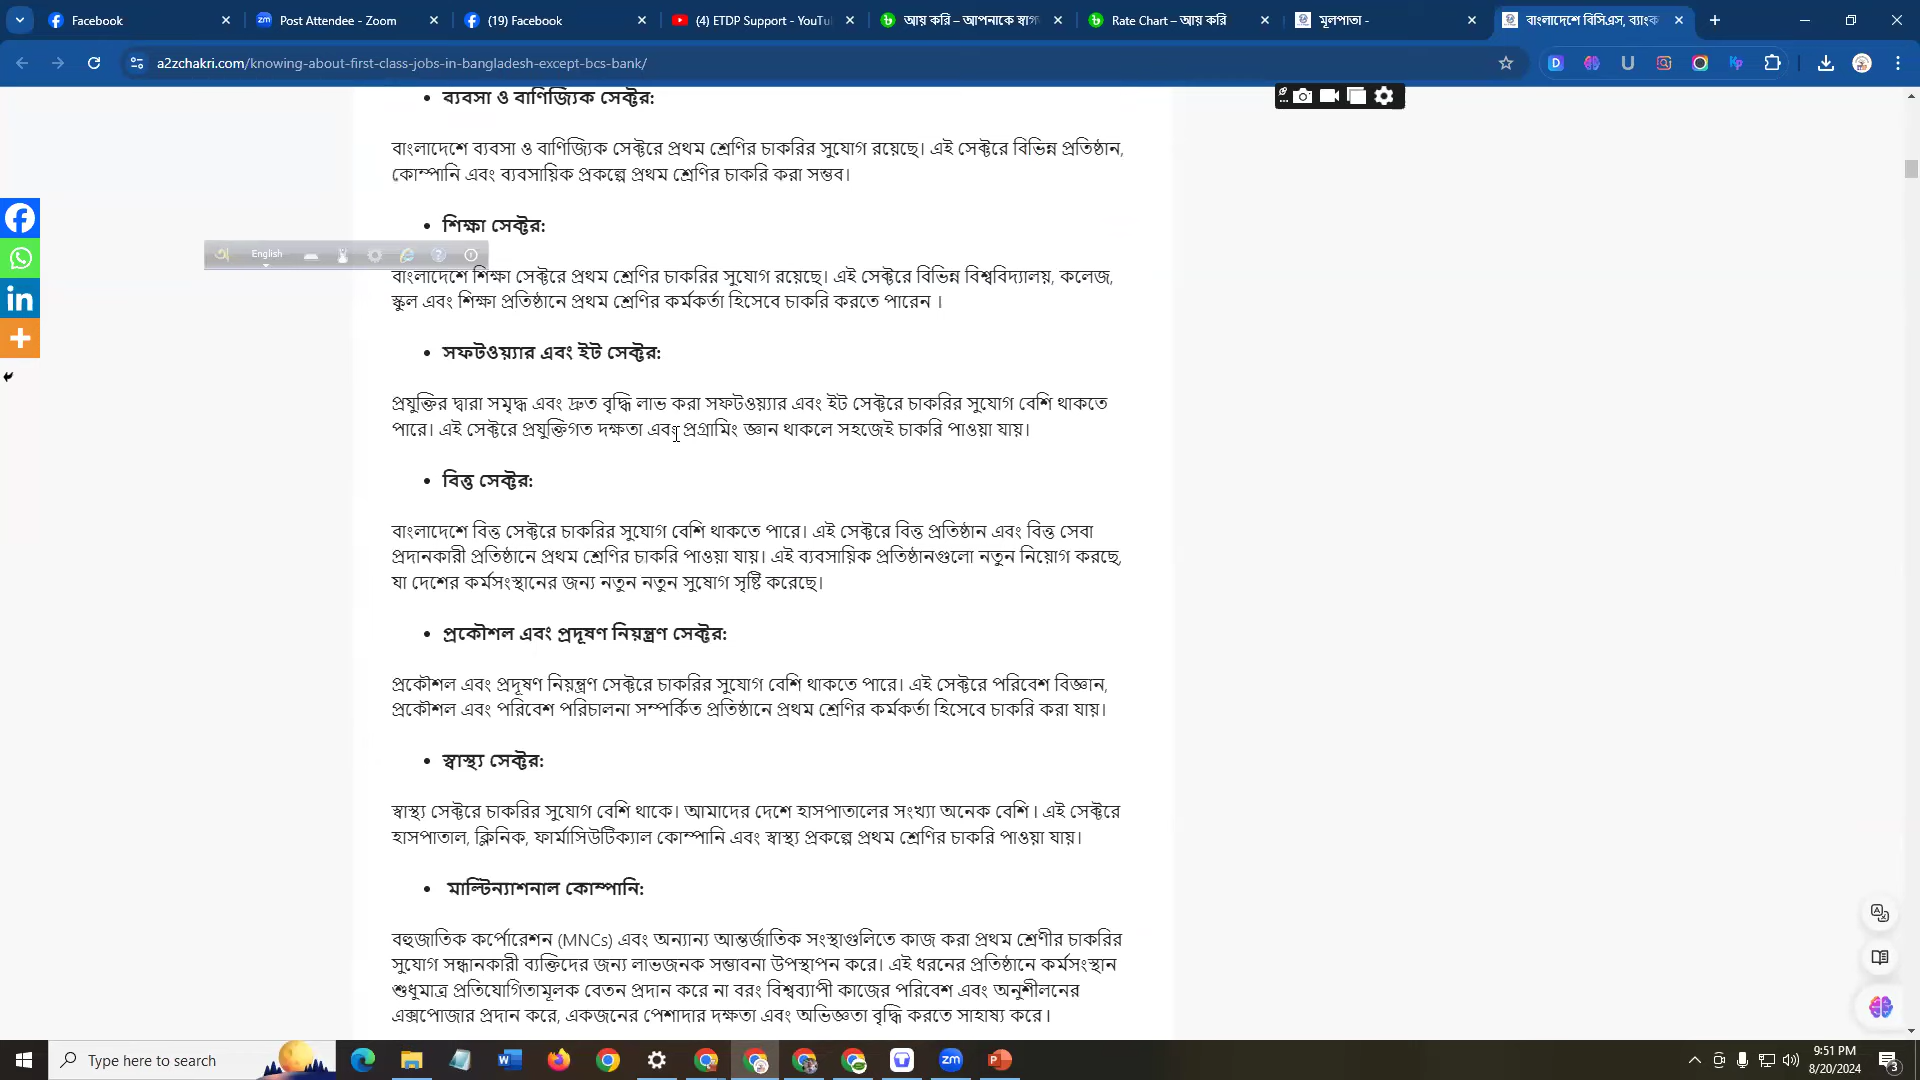 Facebook
Post Attendee - Zoom
(19) Facebook
(4) ETDP Support - YouTu
আয় করি – আপনাকে স্বাগ
Rate Chart – আয় করি
মূলপাতা -
বাংলাদেশে বিসিএস, ব্যাংক
a2zchakri.com/knowing-about-first-class-jobs-in-bangladesh-except-bcs-bank/
• ব্যবসা ও বাণিজ্যিক সেক্টর:
বাংলাদেশে ব্যবসা ও বাণিজ্যিক সেক্টরে প্রথম শ্রেণির চাকরির সুযোগ রয়েছে। এই সেক্টরে বিভিন্ন প্রতিষ্ঠান,
কোম্পানি এবং ব্যবসায়িক প্রকল্পে প্রথম শ্রেণির চাকরি করা সম্ভব।
• শিক্ষা সেক্টর:
English
বাংলাদেশে শিক্ষা সেক্টরে প্রথম শ্রেণির চাকরির সুযোগ রয়েছে। এই সেক্টরে বিভিন্ন বিশ্ববিদ্যালয়, কলেজ,
স্কুল এবং শিক্ষা প্রতিষ্ঠানে প্রথম শ্রেণির কর্মকর্তা হিসেবে চাকরি করতে পারেন ।
• সফটওয়্যার এবং ইট সেক্টর:
প্রযুক্তির দ্বারা সমৃদ্ধ এবং দ্রুত বৃদ্ধি লাভ করা সফটওয়্যার এবং ইট সেক্টরে চাকরির সুযোগ বেশি থাকতে
পারে। এই সেক্টরে প্রযুক্তিগত দক্ষতা এবং প্রগ্রামিং জ্ঞান থাকলে সহজেই চাকরি পাওয়া যায়।
• বিত্ত সেক্টর:
বাংলাদেশে বিত্ত সেক্টরে চাকরির সুযোগ বেশি থাকতে পারে। এই সেক্টরে বিত্ত প্রতিষ্ঠান এবং বিত্ত সেবা
প্রদানকারী প্রতিষ্ঠানে প্রথম শ্রেণির চাকরি পাওয়া যায়। এই ব্যবসায়িক প্রতিষ্ঠানগুলো নতুন নিয়োগ করছে,
যা দেশের কর্মসংস্থানের জন্য নতুন নতুন সুষোগ সৃষ্টি করেছে।
• প্রকৌশল এবং প্রদূষণ নিয়ন্ত্রণ সেক্টর:
প্রকৌশল এবং প্রদূষণ নিয়ন্ত্রণ সেক্টরে চাকরির সুযোগ বেশি থাকতে পারে। এই সেক্টরে পরিবেশ বিজ্ঞান,
প্রকৌশল এবং পরিবেশ পরিচালনা সম্পর্কিত প্রতিষ্ঠানে প্রথম শ্রেণির কর্মকর্তা হিসেবে চাকরি করা যায়।
• স্বাস্থ্য সেক্টর:
স্বাস্থ্য সেক্টরে চাকরির সুযোগ বেশি থাকে। আমাদের দেশে হাসপাতালের সংখ্যা অনেক বেশি । এই সেক্টরে
হাসপাতাল, ক্লিনিক, ফার্মাসিউটিক্যাল কোম্পানি এবং স্বাস্থ্য প্রকল্পে প্রথম শ্রেণির চাকরি পাওয়া যায়।
• মাল্টিন্যাশনাল কোম্পানি:
বহুজাতিক কর্পোরেশন (MNCs) এবং অন্যান্য আন্তর্জাতিক সংস্থাগুলিতে কাজ করা প্রথম শ্রেণীর চাকরির
সুযোগ সন্ধানকারী ব্যক্তিদের জন্য লাভজনক সম্ভাবনা উপস্থাপন করে। এই ধরনের প্রতিষ্ঠানে কর্মসংস্থান
শুধুমাত্র প্রতিযোগিতামূলক বেতন প্রদান করে না বরং বিশ্বব্যাপী কাজের পরিবেশ এবং অনুশীলনের
এক্সপোজার প্রদান করে, একজনের পেশাদার দক্ষতা এবং অভিজ্ঞতা বৃদ্ধি করতে সাহায্য করে ।
Type here to search
9:51 PM
8/20/2024
3